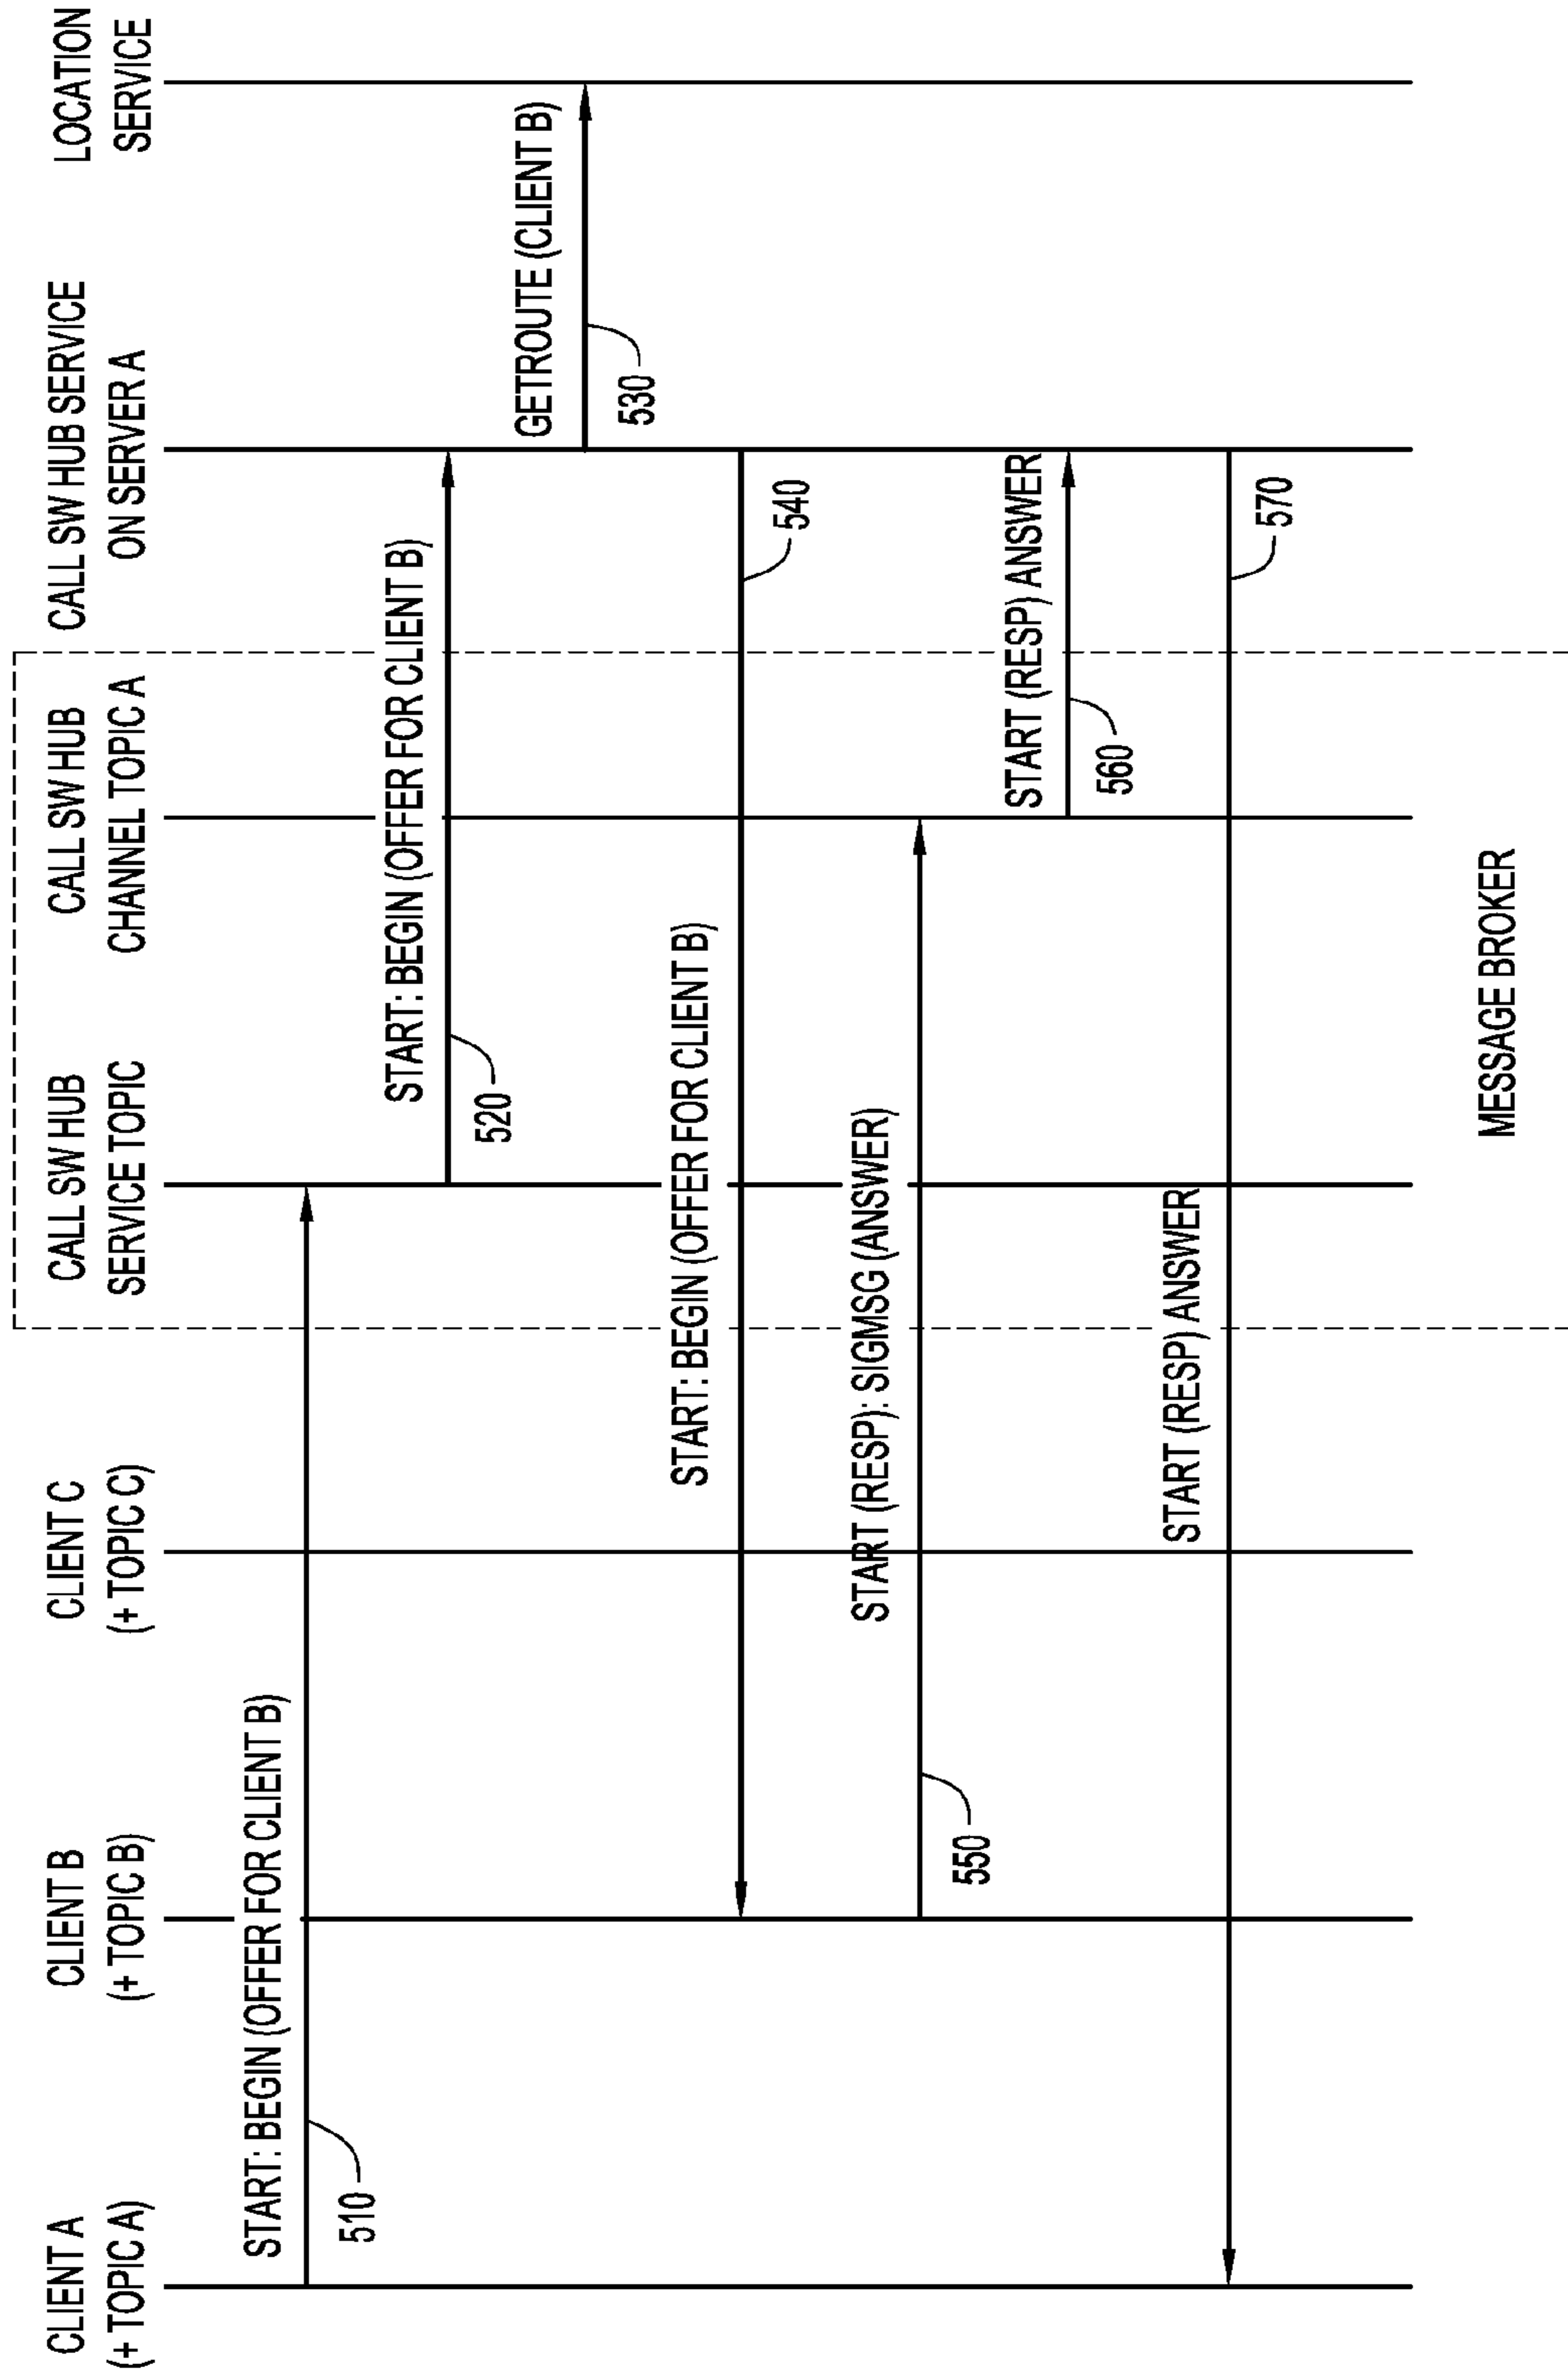 CLIENT A
(+ TOPIC A)
CLIENT B
(+ TOPIC B)
CLIENT C
(+ TOPIC C)
CALL SW HUB
SERVICE TOPIC
CALL SW HUB
CHANNEL TOPIC A
CALL SW HUB SERVICE
ON SERVER A
LOCATION
SERVICE
START: BEGIN (OFFER FOR CLIENT B)
510
START: BEGIN (OFFER FOR CLIENT B)
520
GETROUTE (CLIENT B)
530
START: BEGIN (OFFER FOR CLIENT B)
540
START (RESP): SIGMSG (ANSWER)
550
START (RESP) ANSWER
560
START (RESP) ANSWER
570
MESSAGE BROKER